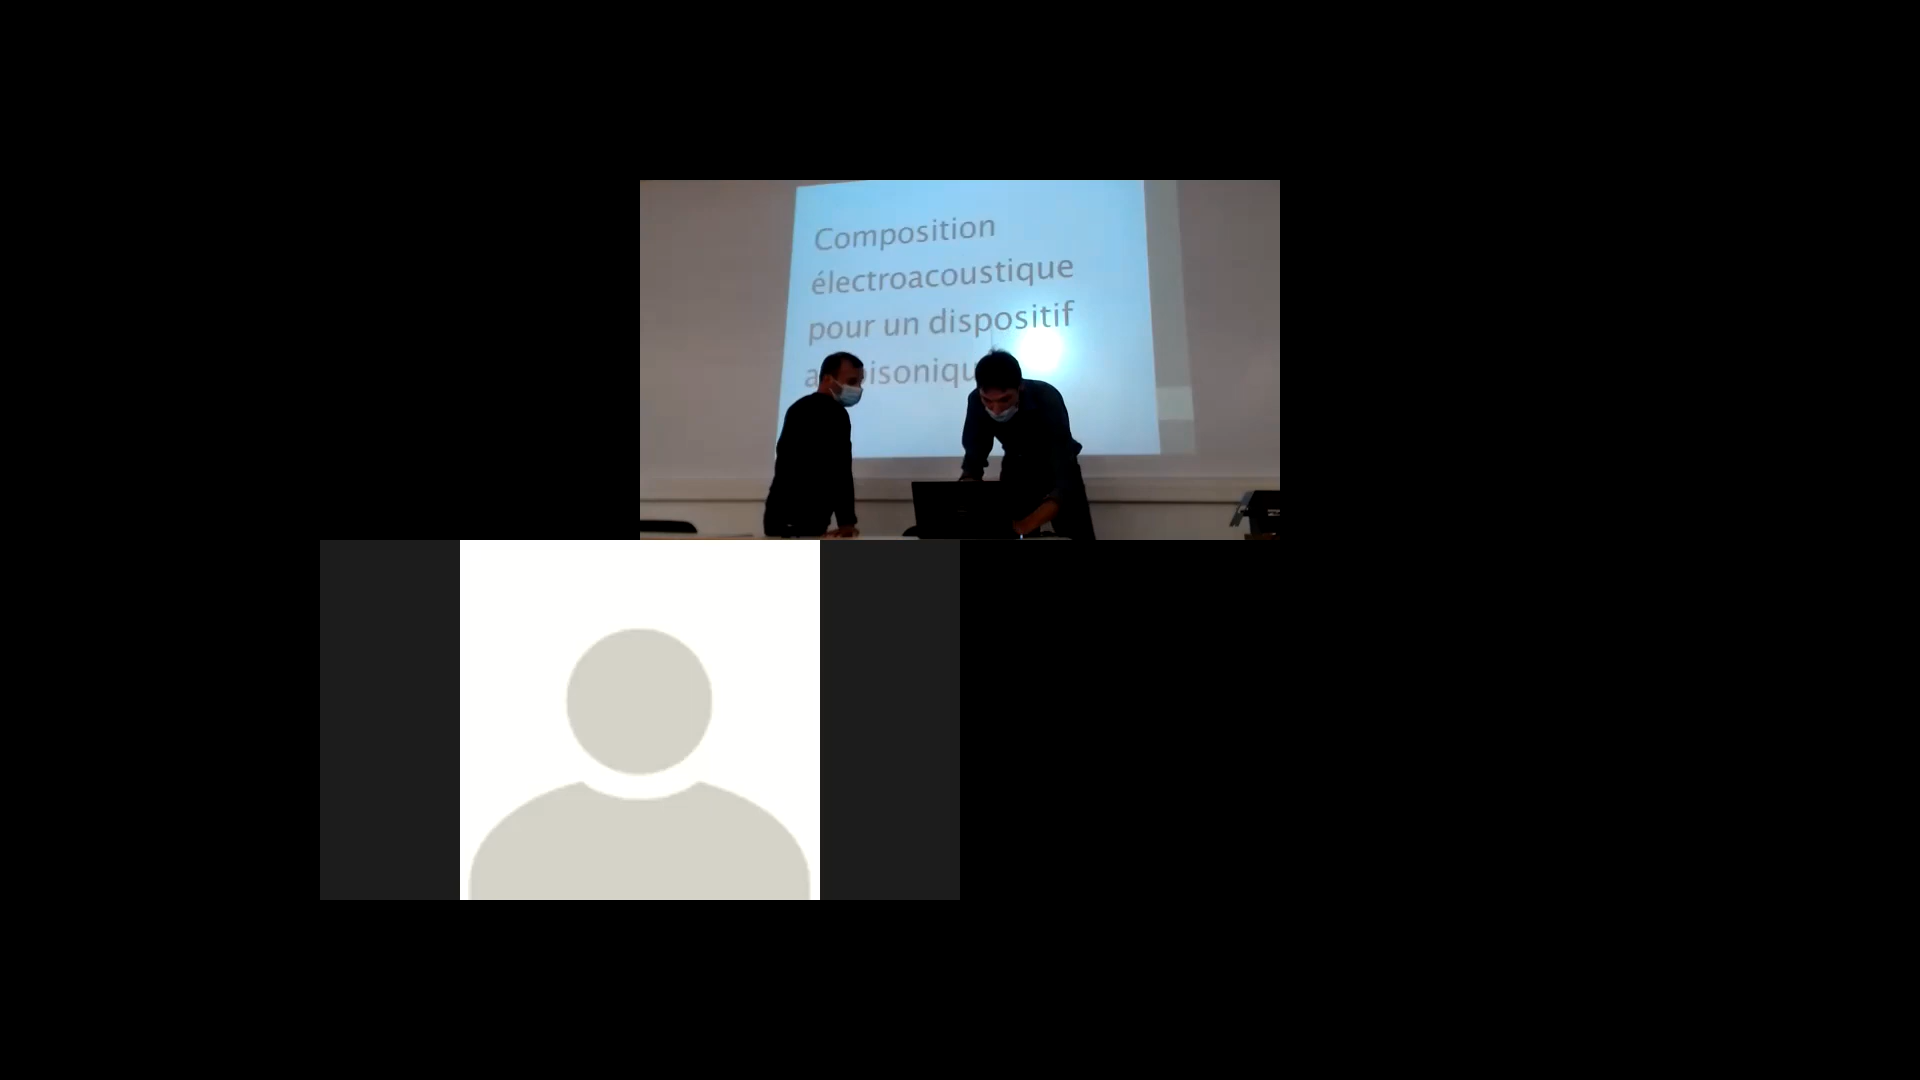 Composition
électroacoustique
pour un dispositif